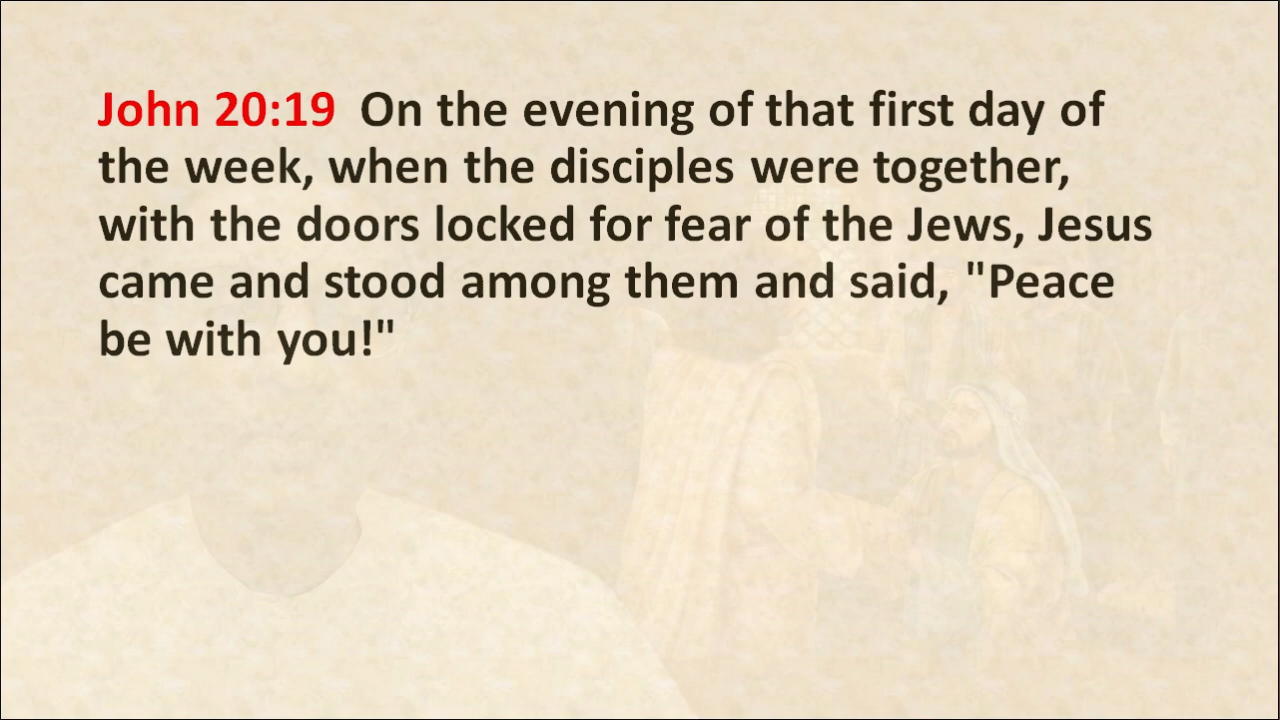 John 20:19  On the evening of that first day of
the week, when the disciples were together,
with the doors locked for fear of the Jews, Jesus
came and stood among them and said, "Peace
be with you!"